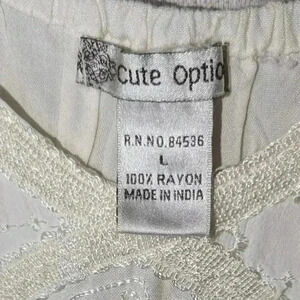 Cute Optio
R.N.NO.84536
L
100% RAYON
MADE IN INDIA